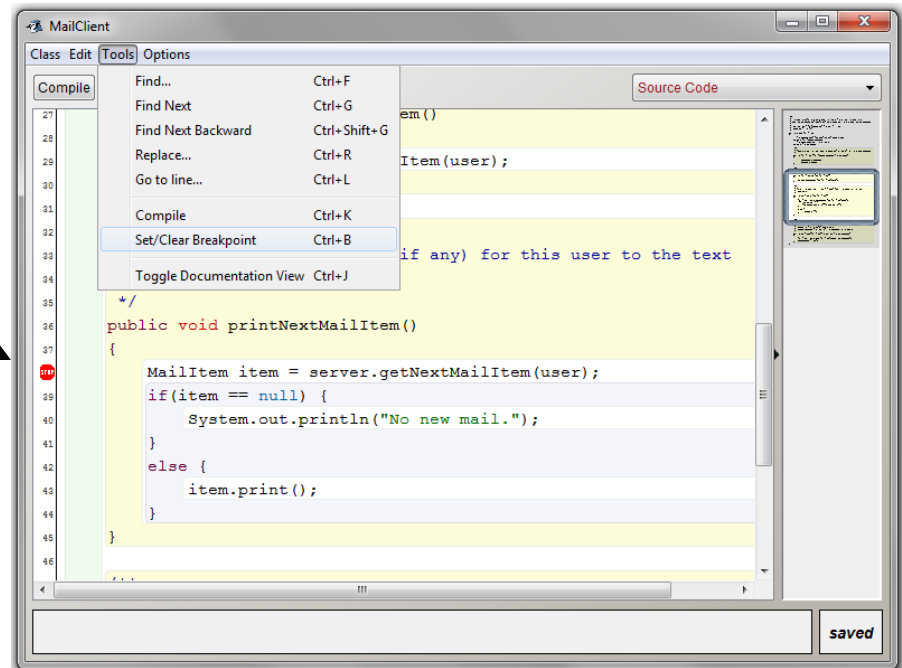 MailClient
Class Edit Tools Options
Compile
Source Code
Find... Ctrl+F
Find Next Ctrl+G
Find Next Backward Ctrl+Shift+G
Replace... Ctrl+R
Go to line... Ctrl+L
Compile Ctrl+K
Set/Clear Breakpoint Ctrl+B
Toggle Documentation View Ctrl+J
27 em()
28
29 Item(user);
30
31
32
33 if any) for this user to the text
34
35 */
36 public void printNextMailItem()
37 {
STOP MailItem item = server.getNextMailItem(user);
39 if(item == null) {
40 System.out.println("No new mail.");
41 }
42 else {
43 item.print();
44 }
45 }
46
saved